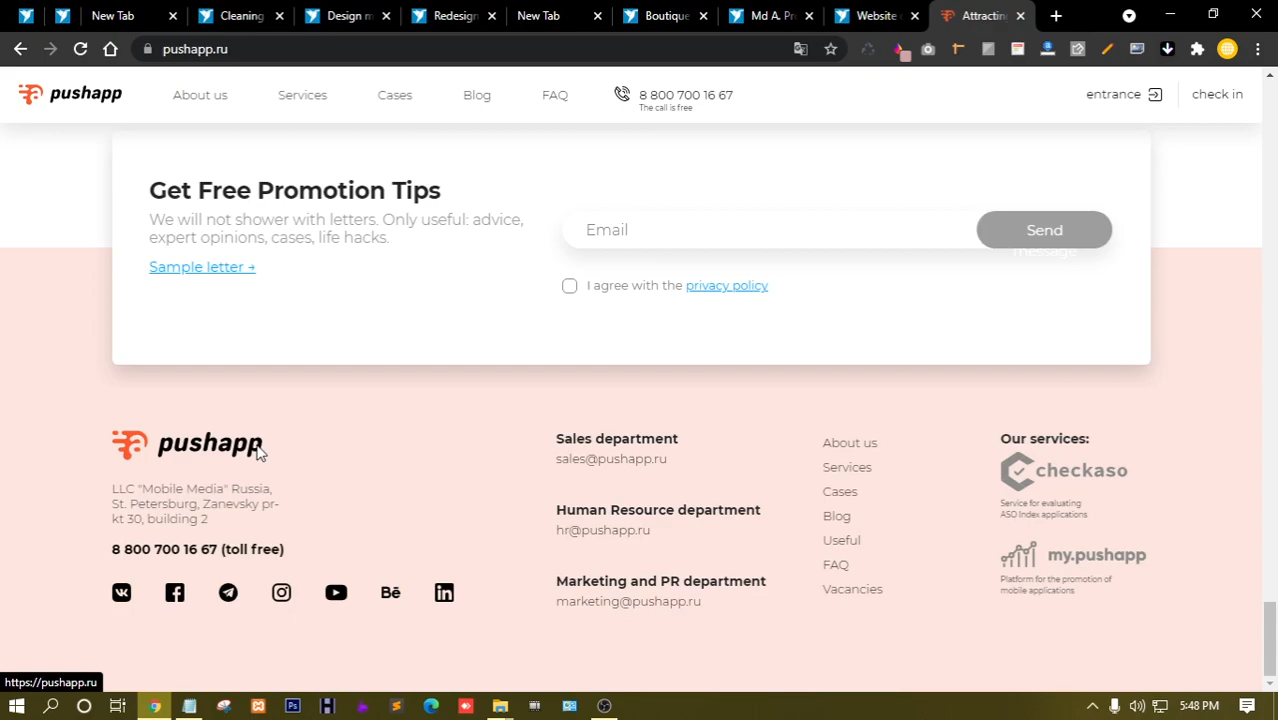 New Tab
Cleaning
Design m
Redesign
New Tab
Boutique
Md A. Pr
Website
Attracting
pushapp.ru
pushapp
About us
Services
Cases
Blog
FAQ
8 800 700 16 67
The call is free
entrance
check in
Get Free Promotion Tips
We will not shower with letters. Only useful: advice,
expert opinions, cases, life hacks.
Sample letter →
Email
Send
message
I agree with the privacy policy
pushapp
LLC "Mobile Media" Russia,
St. Petersburg, Zanevsky pr-
kt 30, building 2
8 800 700 16 67 (toll free)
Bē
Sales department
sales@pushapp.ru
Human Resource department
hr@pushapp.ru
Marketing and PR department
marketing@pushapp.ru
About us
Services
Cases
Blog
Useful
FAQ
Vacancies
Our services:
checkaso
Service for evaluating
ASO Index applications
my.pushapp
Platform for the promotion of
mobile applications
https://pushapp.ru
5:48 PM